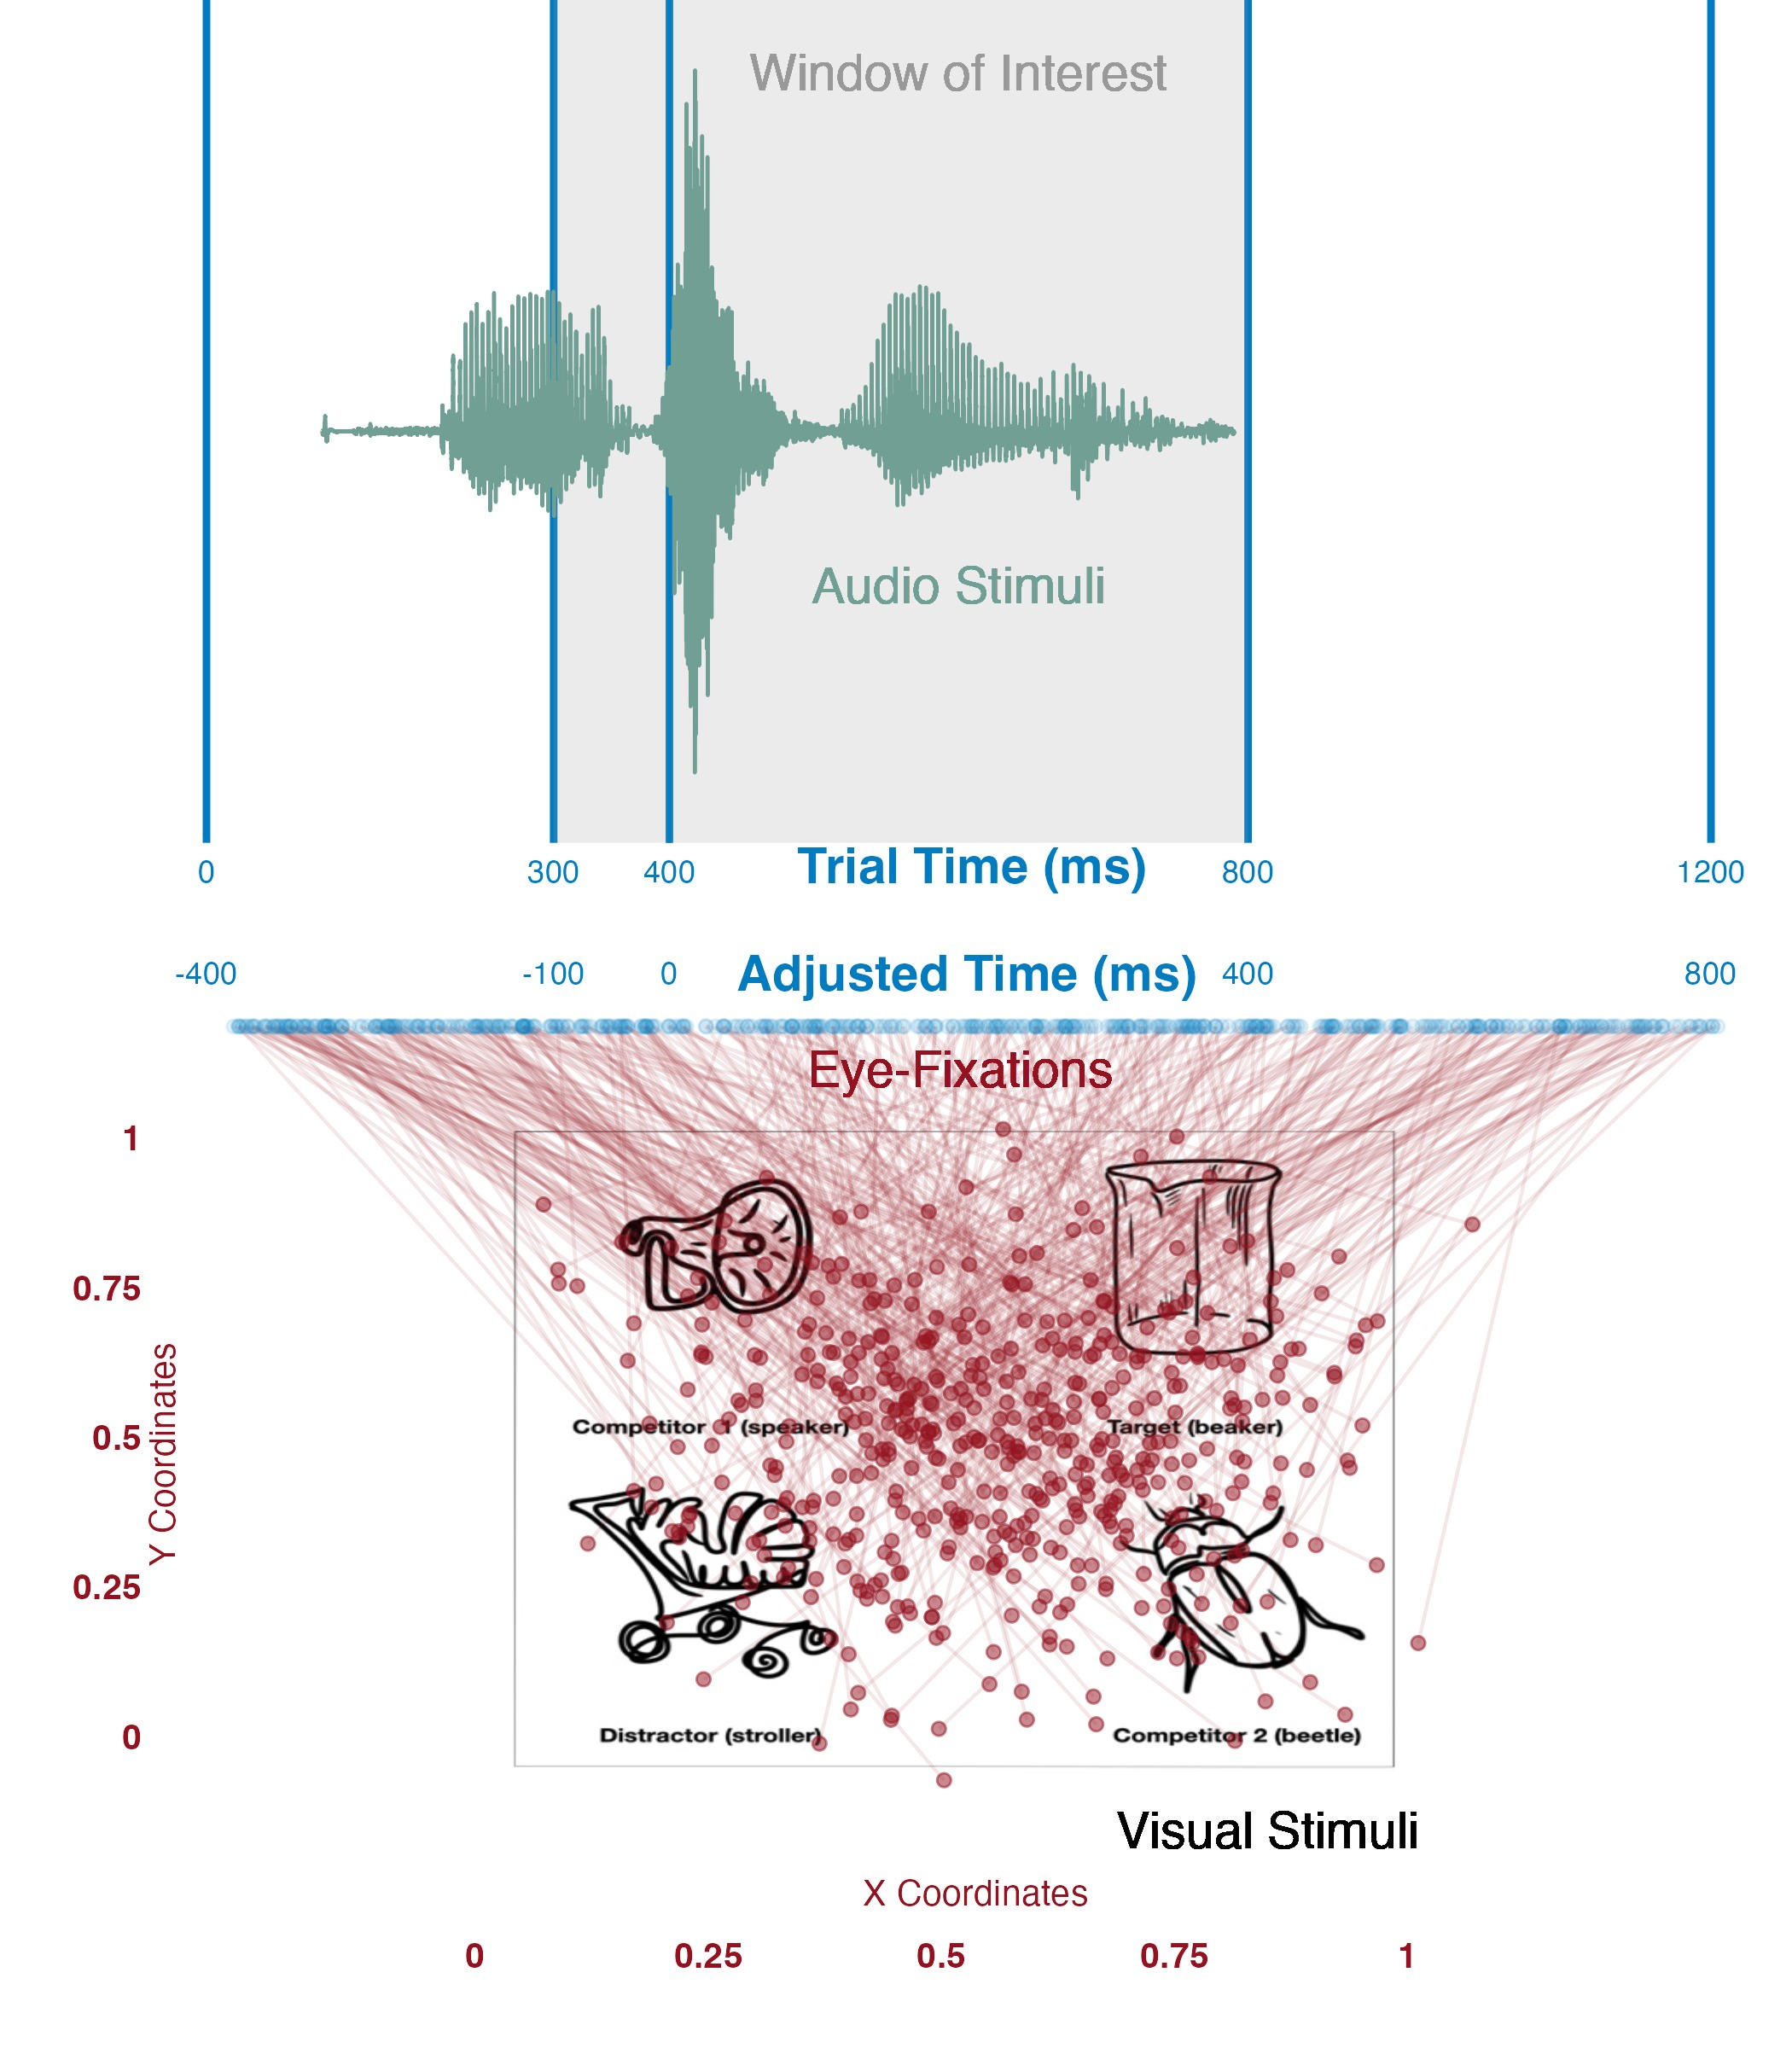 Window of Interest
Audio Stimuli
0 300 400 Trial Time (ms) 800 1200
-400 -100 0 Adjusted Time (ms) 400 800
Eye-Fixations
1
0.75
0.5
0.25
0
Y Coordinates
Competitor 1 (speaker)
Target (beaker)
Distractor (stroller)
Competitor 2 (beetle)
Visual Stimuli
X Coordinates
0 0.25 0.5 0.75 1